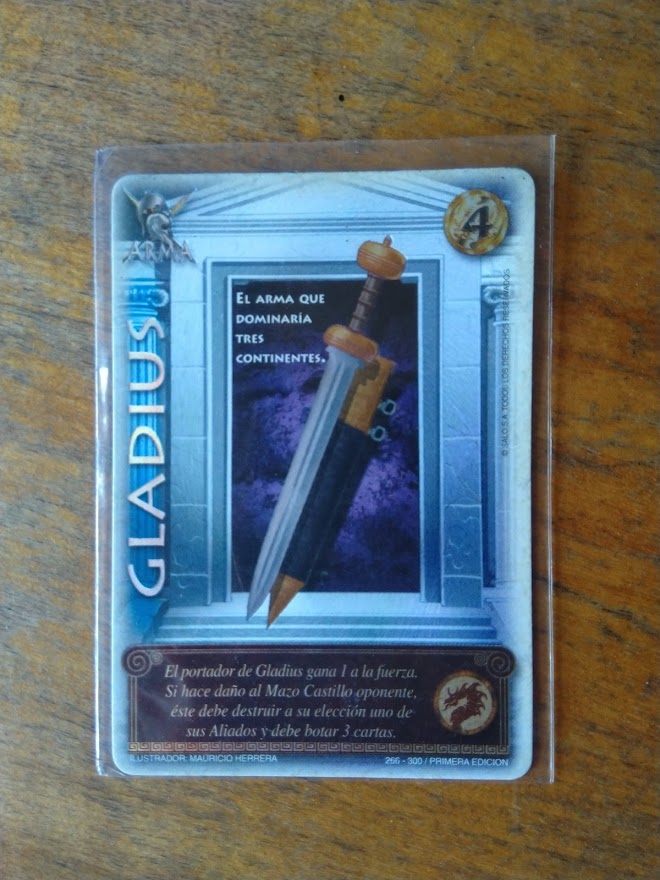 ARMA
4
GLADIUS
EL ARMA QUE
DOMINARÍA
TRES
CONTINENTES.
© SALO S.A. TODOS LOS DERECHOS RESERVADOS
El portador de Gladius gana 1 a la fuerza.
Si hace daño al Mazo Castillo oponente,
éste debe destruir a su elección uno de
sus Aliados y debe botar 3 cartas.
ILUSTRADOR: MAURICIO HERRERA
266 - 300 / PRIMERA EDICION